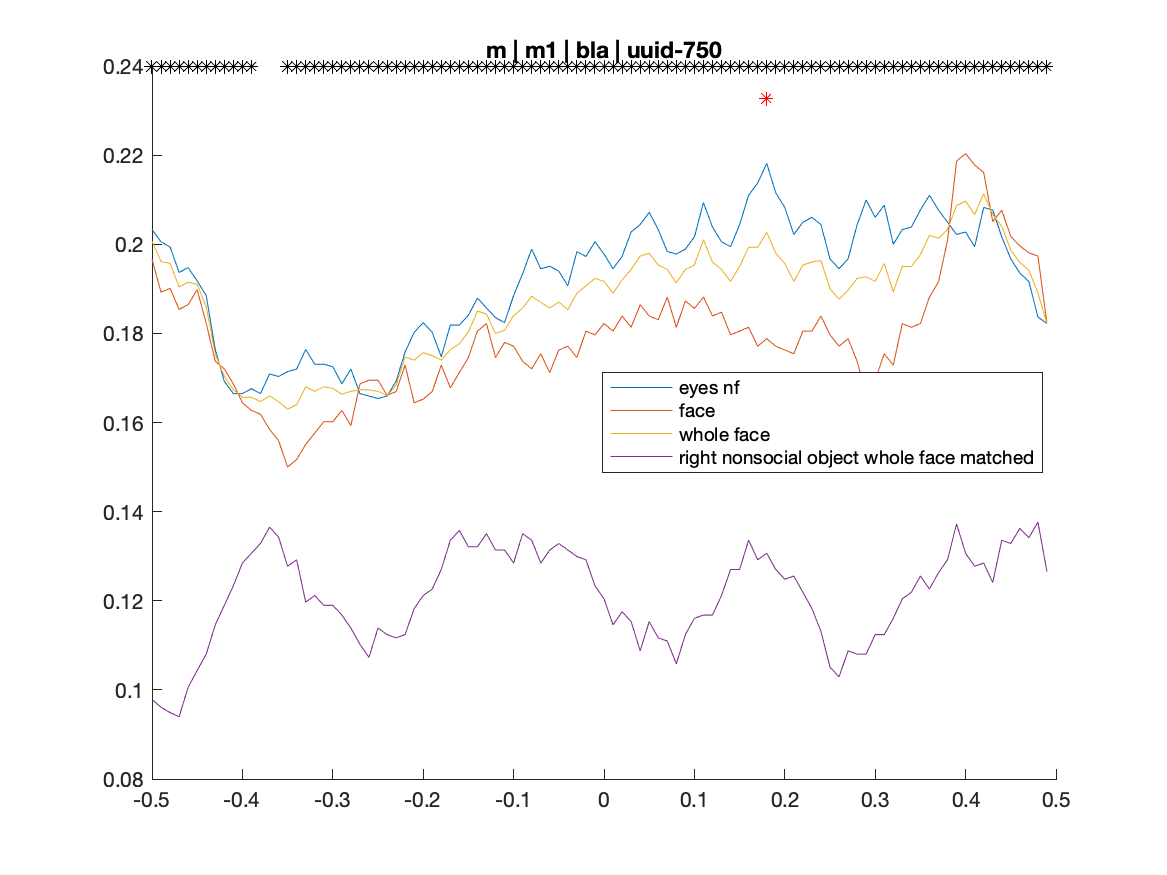 m | m1 | bla | uuid-750
0.24
0.22
0.2
0.18
0.16
0.14
0.12
0.1
0.08
eyes nf
face
whole face
right nonsocial object whole face matched
-0.5 -0.4 -0.3 -0.2 -0.1 0 0.1 0.2 0.3 0.4 0.5